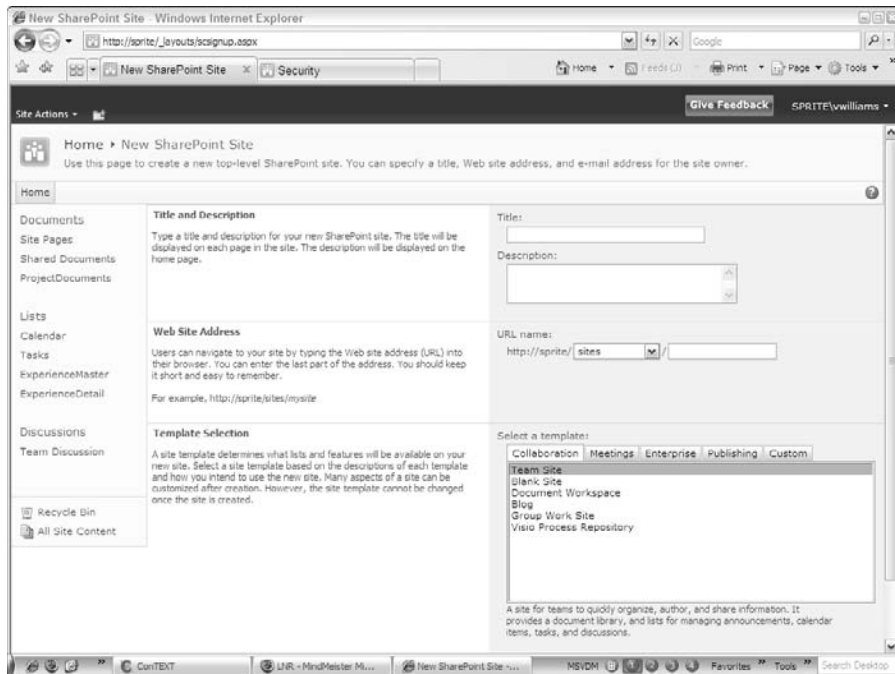 New SharePoint Site - Windows Internet Explorer
http://sprite/_layouts/scsignup.aspx
Google
New SharePoint Site
Security
Home
Feeds (J)
Print
Page
Tools
Site Actions
Give Feedback
SPRITE\vwilliams
Home › New SharePoint Site
Use this page to create a new top-level SharePoint site. You can specify a title, Web site address, and e-mail address for the site owner.
Home
Documents
Site Pages
Shared Documents
ProjectDocuments
Lists
Calendar
Tasks
ExperienceMaster
ExperienceDetail
Discussions
Team Discussion
Recycle Bin
All Site Content
Title and Description
Type a title and description for your new SharePoint site. The title will be
displayed on each page in the site. The description will be displayed on the
home page.
Title:
Description:
Web Site Address
Users can navigate to your site by typing the Web site address (URL) into
their browser. You can enter the last part of the address. You should keep
it short and easy to remember.
For example, http://sprite/sites/mysite
URL name:
http://sprite/ sites /
Template Selection
A site template determines what lists and features will be available on your
new site. Select a site template based on the descriptions of each template
and how you intend to use the new site. Many aspects of a site can be
customized after creation. However, the site template cannot be changed
once the site is created.
Select a template:
Collaboration Meetings Enterprise Publishing Custom
Team Site
Blank Site
Document Workspace
Blog
Group Work Site
Visio Process Repository
A site for teams to quickly organize, author, and share information. It
provides a document library, and lists for managing announcements, calendar
items, tasks, and discussions.
ConTEXT
LNR - MindMeister Mi...
New SharePoint Site -...
MSVDM
Favorites
Tools
Search Desktop